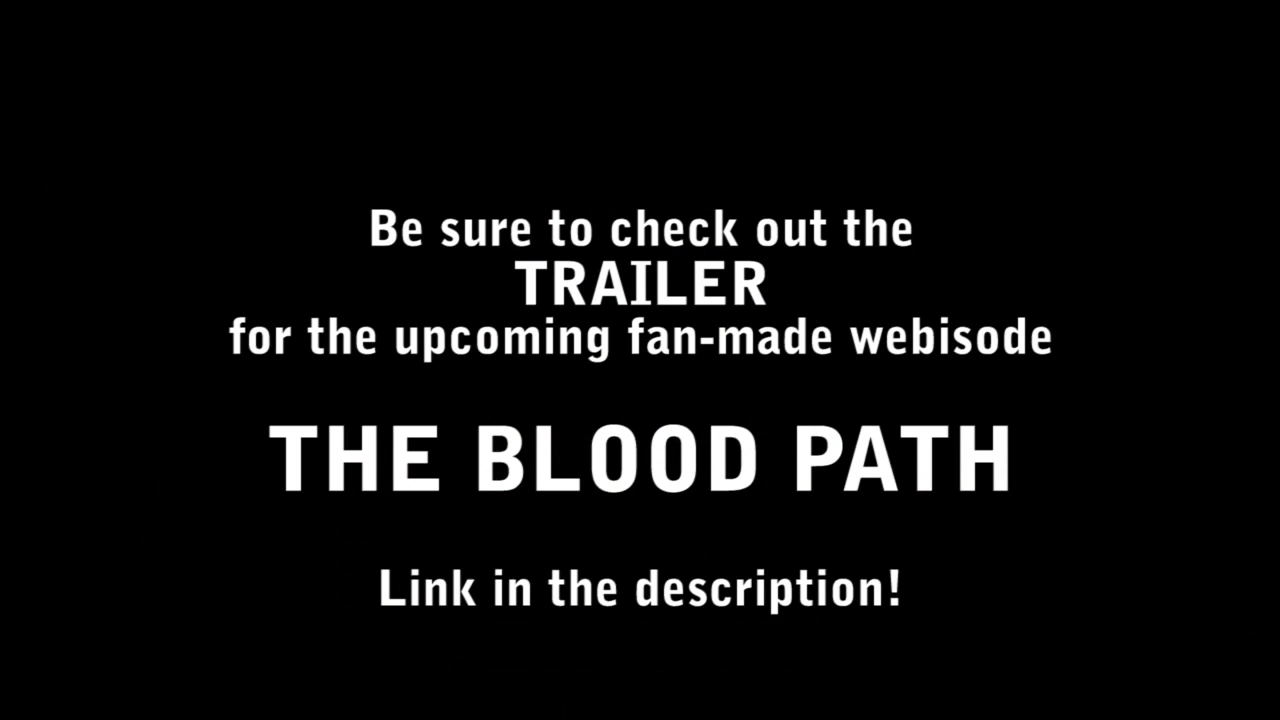 Be sure to check out the
TRAILER
for the upcoming fan-made webisode
THE BLOOD PATH
Link in the description!